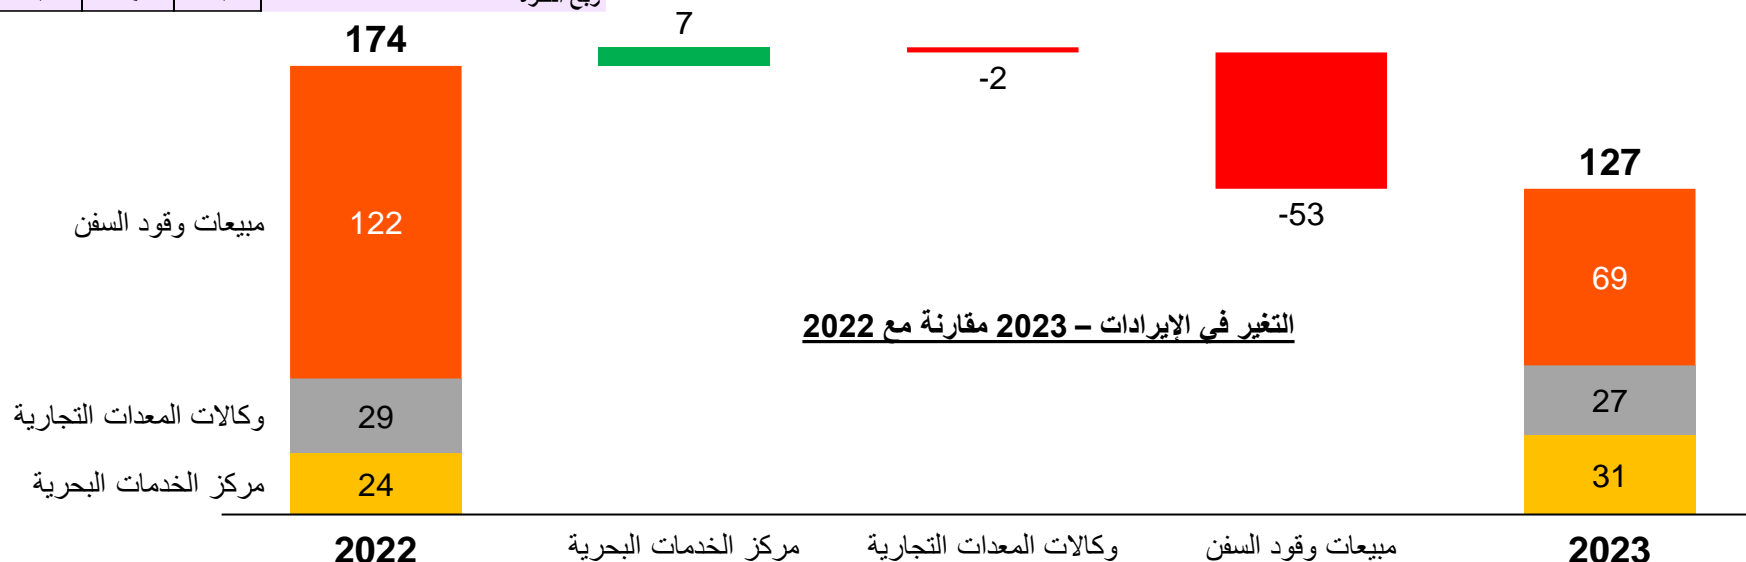 174
7
-2
-53
127
مبيعات وقود السفن
122
69
التغير في الإيرادات – 2023 مقارنة مع 2022
وكالات المعدات التجارية
29
27
مركز الخدمات البحرية
24
31
2022
مركز الخدمات البحرية
وكالات المعدات التجارية
مبيعات وقود السفن
2023